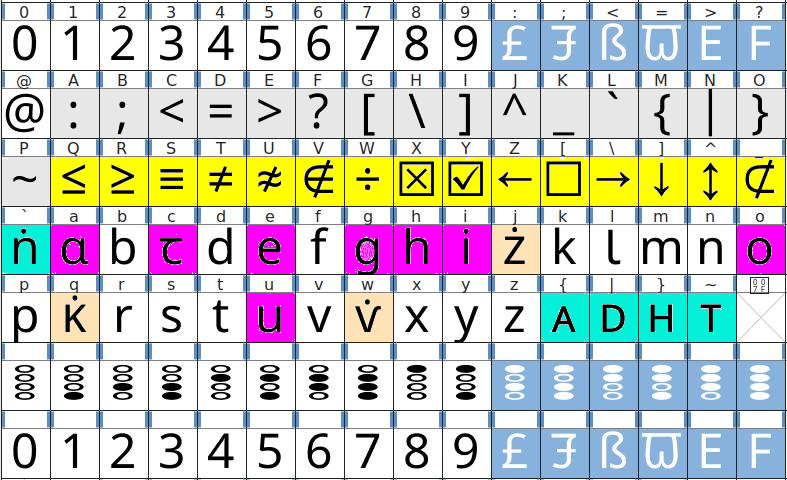 0 1 2 3 4 5 6 7 8 9 : ; < = > ?
0 1 2 3 4 5 6 7 8 9 £ ß ϖ E F
@ A B C D E F G H I J K L M N O
@ : ; < = > ? [ \ ] ^ _ ` { | }
P Q R S T U V W X Y Z [ \ ] ^ _
~ ≤ ≥ ≡ ≠ ≉ ∉ ÷ ☒ ☑ ← □ → ↓ ↕ ⊄
` a b c d e f g h i j k l m n o
ṅ ɑ b d e f g h i ż k l m n o
p q r s t u v w x y z { | } ~
p r s t u v x y z A D H T
0 1 2 3 4 5 6 7 8 9 £ ß ϖ E F